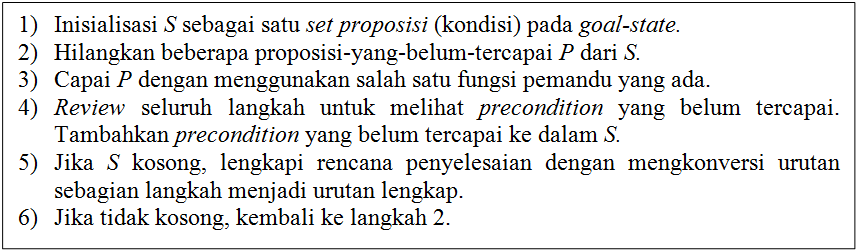 1) Inisialisasi S sebagai satu set proposisi (kondisi) pada goal-state.
2) Hilangkan beberapa proposisi-yang-belum-tercapai P dari S.
3) Capai P dengan menggunakan salah satu fungsi pemandu yang ada.
4) Review seluruh langkah untuk melihat precondition yang belum tercapai.
Tambahkan precondition yang belum tercapai ke dalam S.
5) Jika S kosong, lengkapi rencana penyelesaian dengan mengkonversi urutan
sebagian langkah menjadi urutan lengkap.
6) Jika tidak kosong, kembali ke langkah 2.